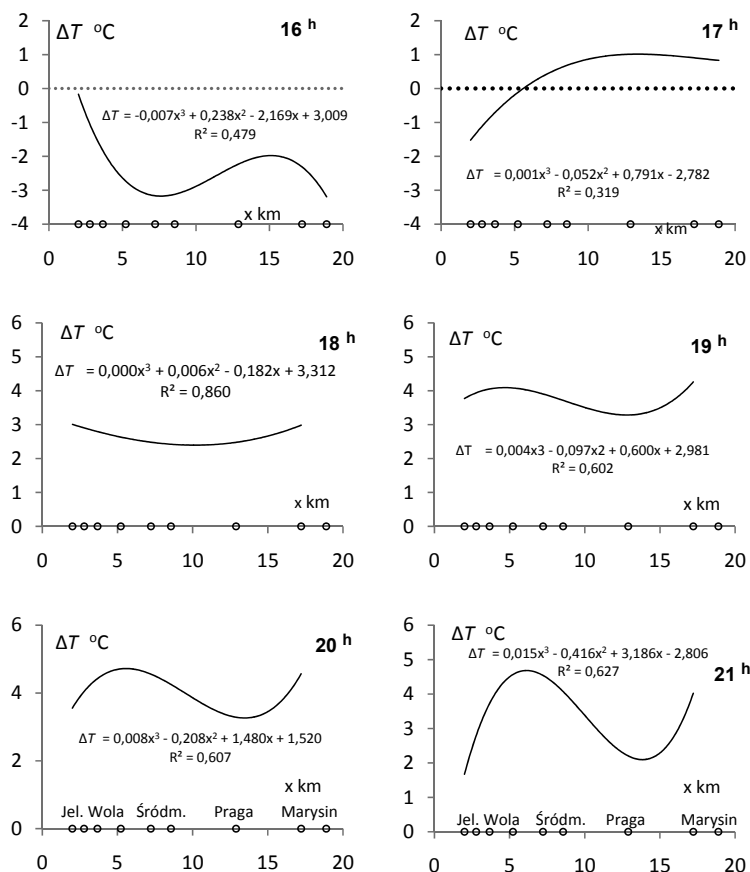 ΔT °C
16 h
2
1
0
-1
-2
-3
-4
ΔT = -0,007x³ + 0,238x² - 2,169x + 3,009
R² = 0,479
x km
0 5 10 15 20
ΔT °C
17 h
2
1
0
-1
-2
-3
-4
ΔT = 0,001x³ - 0,052x² + 0,791x - 2,782
R² = 0,319
x km
0 5 10 15 20
ΔT °C
18 h
6
5
4
3
2
1
0
ΔT = 0,000x³ + 0,006x² - 0,182x + 3,312
R² = 0,860
x km
0 5 10 15 20
ΔT °C
19 h
6
5
4
3
2
1
0
ΔT = 0,004x3 - 0,097x2 + 0,600x + 2,981
R² = 0,602
x km
0 5 10 15 20
ΔT °C
20 h
6
4
2
0
ΔT = 0,008x³ - 0,208x² + 1,480x + 1,520
R² = 0,607
x km
Jel. Wola Śródm. Praga Marysin
0 5 10 15 20
ΔT °C
21 h
6
5
4
3
2
1
0
ΔT = 0,015x³ - 0,416x² + 3,186x - 2,806
R² = 0,627
x km
Jel. Wola Śródm. Praga Marysin
0 5 10 15 20